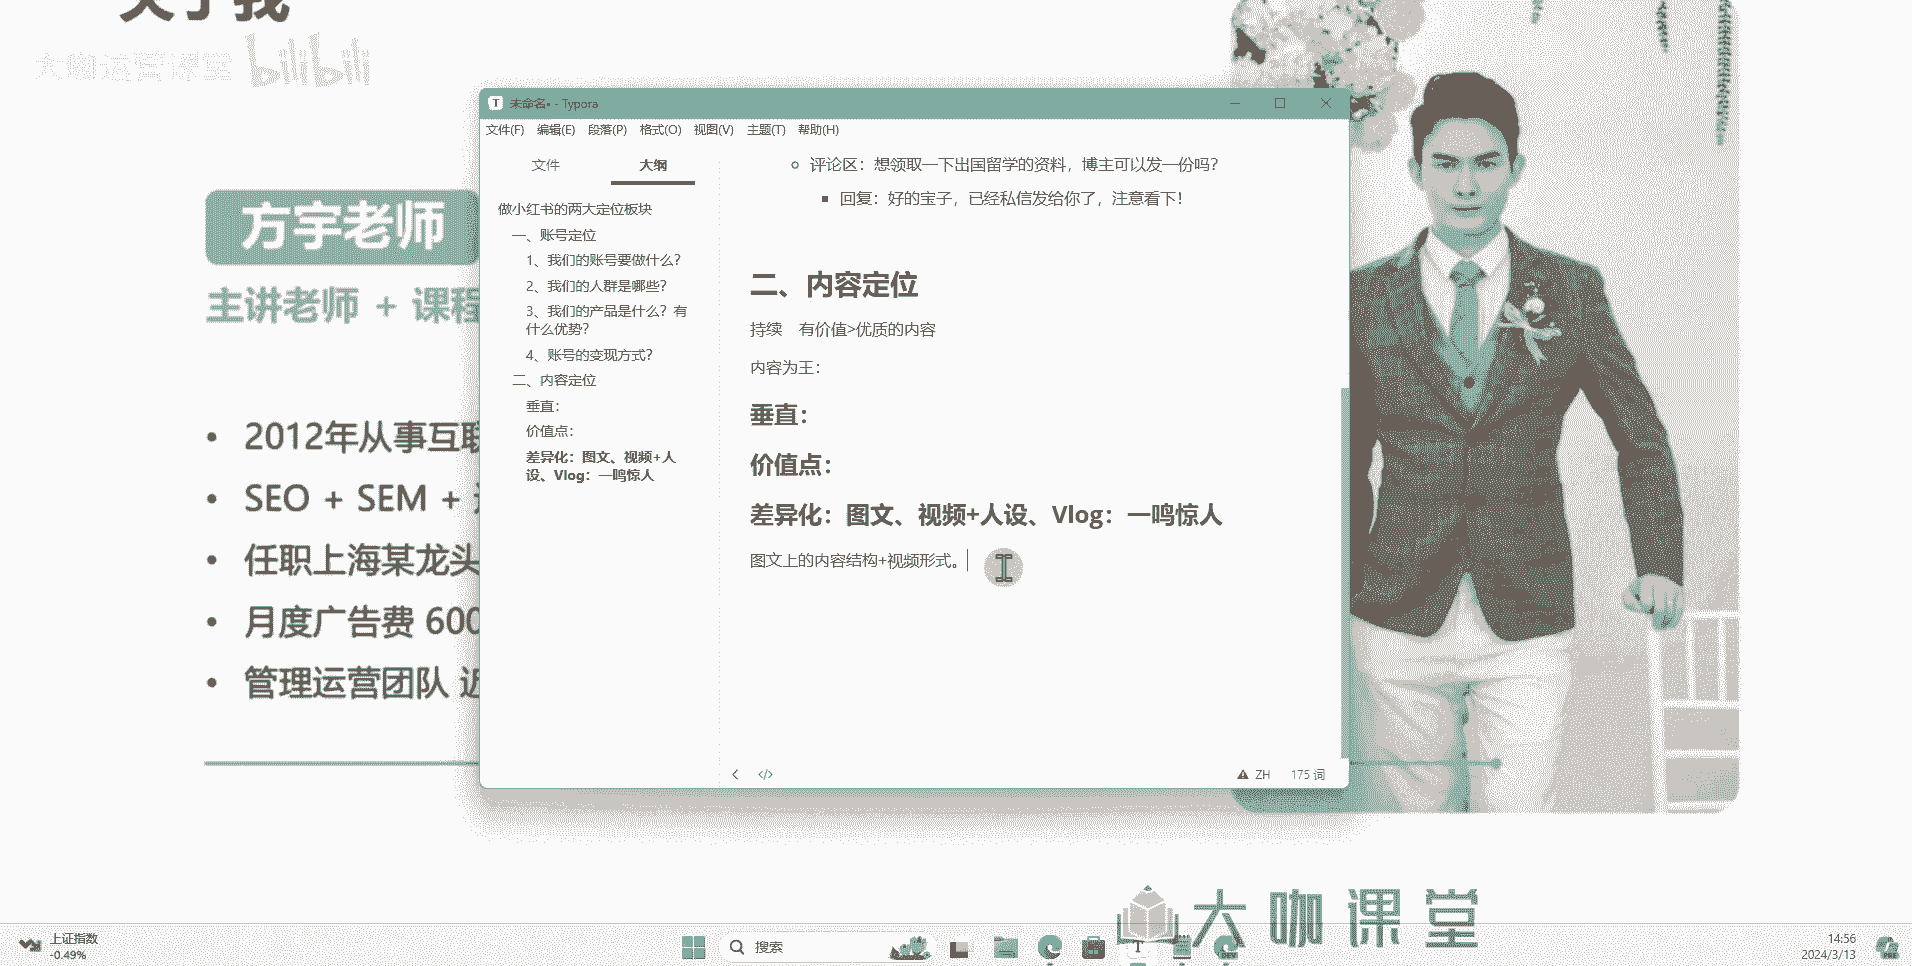 关于我
大咖运营课堂 bilibili
方宇老师
主讲老师 + 课程
• 2012年从事互联
• SEO + SEM +
• 任职上海某龙头
• 月度广告费 600
• 管理运营团队 近
未命名• - Typora
文件(F) 编辑(E) 段落(P) 格式(O) 视图(V) 主题(T) 帮助(H)
文件 大纲
做小红书的两大定位板块
一、账号定位
1、我们的账号要做什么？
2、我们的人群是哪些？
3、我们的产品是什么？有
什么优势？
4、账号的变现方式？
二、内容定位
垂直：
价值点：
差异化：图文、视频+人
设、Vlog：一鸣惊人
评论区：想领取一下出国留学的资料，博主可以发一份吗？
回复：好的宝子，已经私信发给你了，注意看下！
二、内容定位
持续 有价值>优质的内容
内容为王：
垂直：
价值点：
差异化：图文、视频+人设、Vlog：一鸣惊人
图文上的内容结构+视频形式。
ZH 175 词
大咖课堂
上证指数
-0.49%
搜索
T
DEV
14:56
2024/3/13
PRE